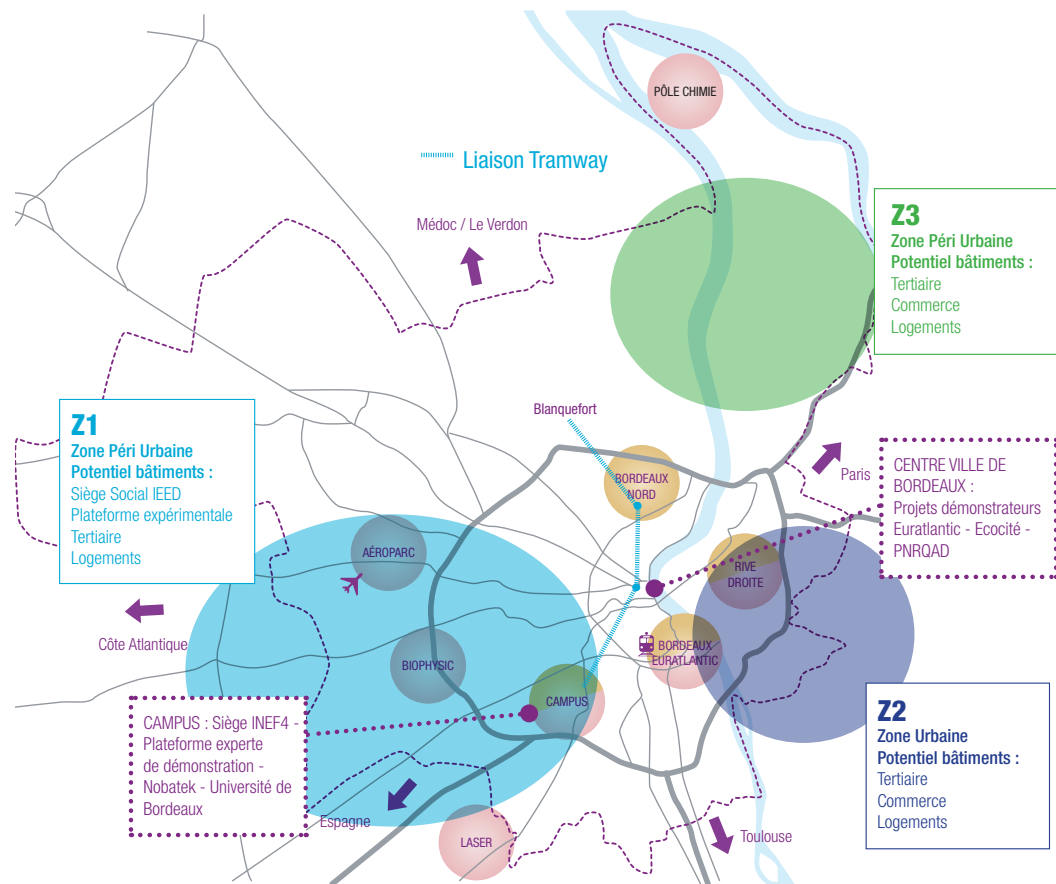 PÔLE CHIMIE
Liaison Tramway
Médoc / Le Verdon
Z3
Zone Péri Urbaine
Potentiel bâtiments :
Tertiaire
Commerce
Logements
Blanquefort
Z1
Zone Péri Urbaine
Potentiel bâtiments :
Siège Social IEED
Plateforme expérimentale
Tertiaire
Logements
BORDEAUX
NORD
Paris
CENTRE VILLE DE
BORDEAUX :
Projets démonstrateurs
Euratlantic - Ecocité -
PNRQAD
AÉROPARC
RIVE
DROITE
Côte Atlantique
BIOPHYSIC
BORDEAUX
EURATLANTIC
CAMPUS
CAMPUS : Siège INEF4 -
Plateforme experte
de démonstration -
Nobatek - Université de
Bordeaux
Z2
Zone Urbaine
Potentiel bâtiments :
Tertiaire
Commerce
Logements
Espagne
LASER
Toulouse